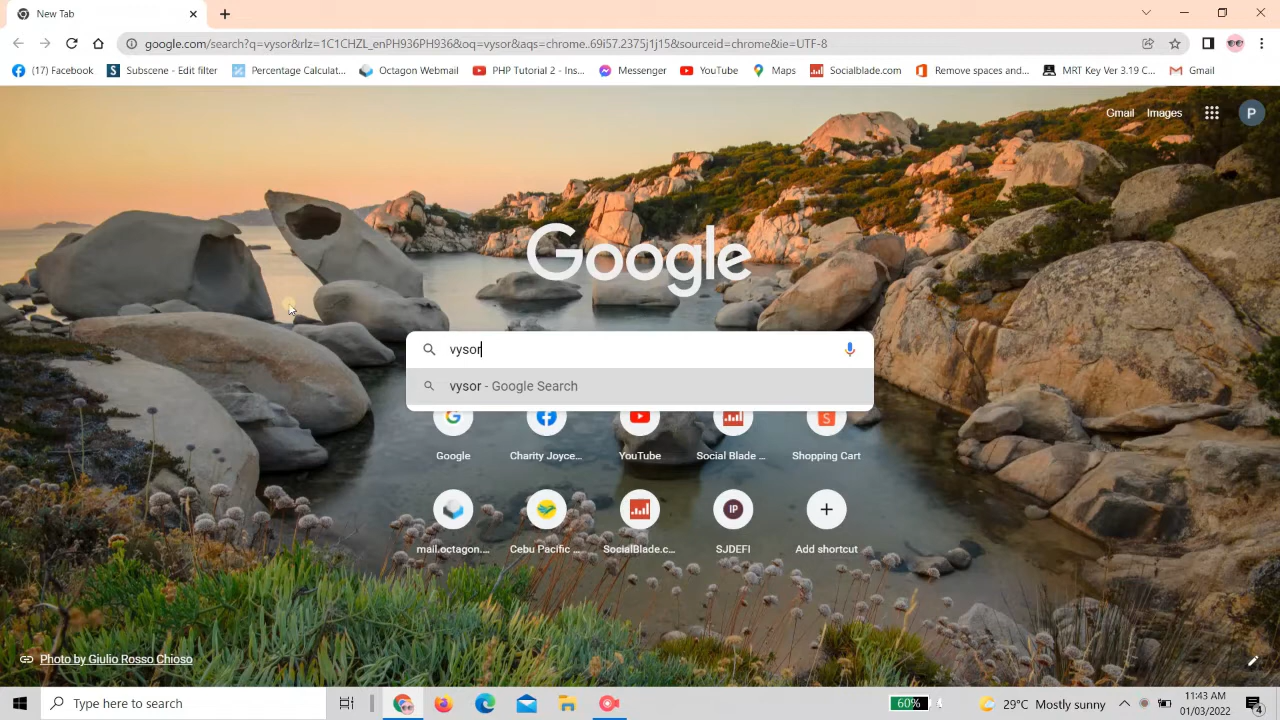 New Tab
google.com/search?q=vysor&rlz=1C1CHZL_enPH936PH936&oq=vysor&aqs=chrome..69i57.2375j1j15&sourceid=chrome&ie=UTF-8
(17) Facebook
Subscene - Edit filter
Percentage Calculat...
Octagon Webmail
PHP Tutorial 2 - Ins...
Messenger
YouTube
Maps
Socialblade.com
Remove spaces and...
MRT Key Ver 3.19 C...
Gmail
Gmail
Images
P
Google
vysor
vysor - Google Search
Google
Charity Joyce...
YouTube
Social Blade ...
Shopping Cart
mail.octagon....
Cebu Pacific ...
SocialBlade.c...
IP
SJDEFI
Add shortcut
Photo by Giulio Rosso Chioso
Type here to search
60%
29°C Mostly sunny
11:43 AM
01/03/2022
4